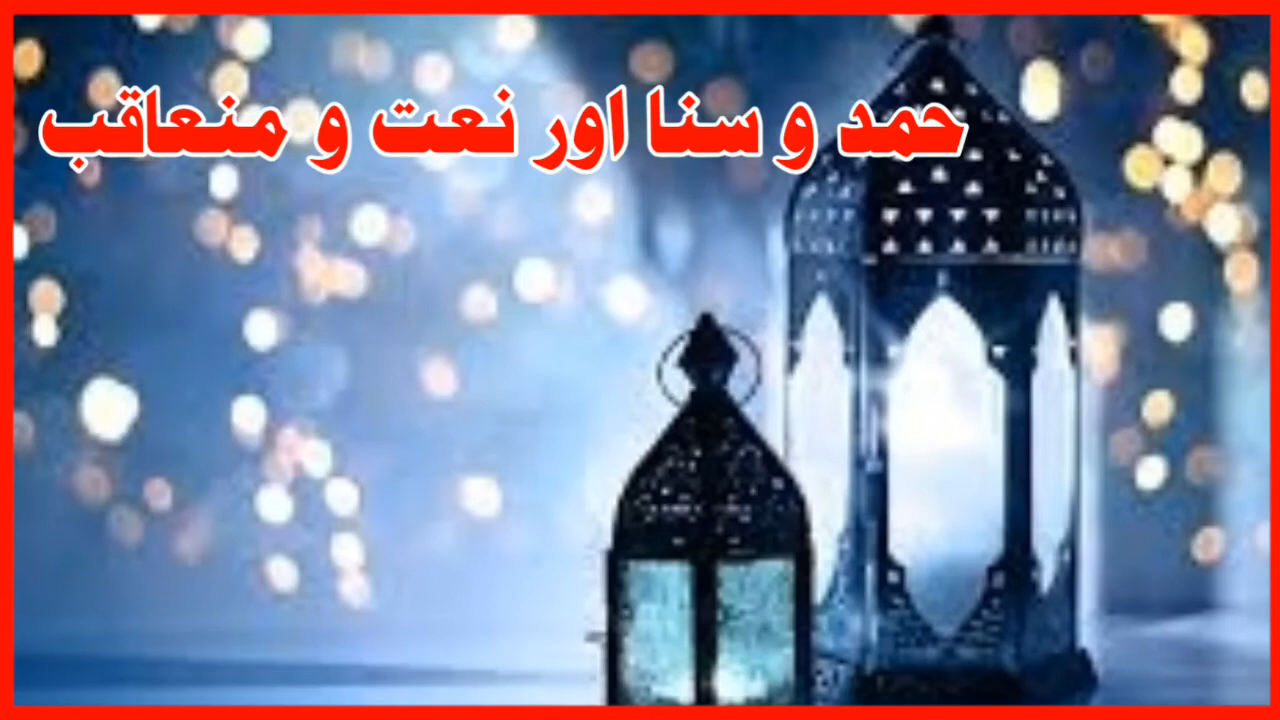 حمد و سنا اور نعت و منعاقب